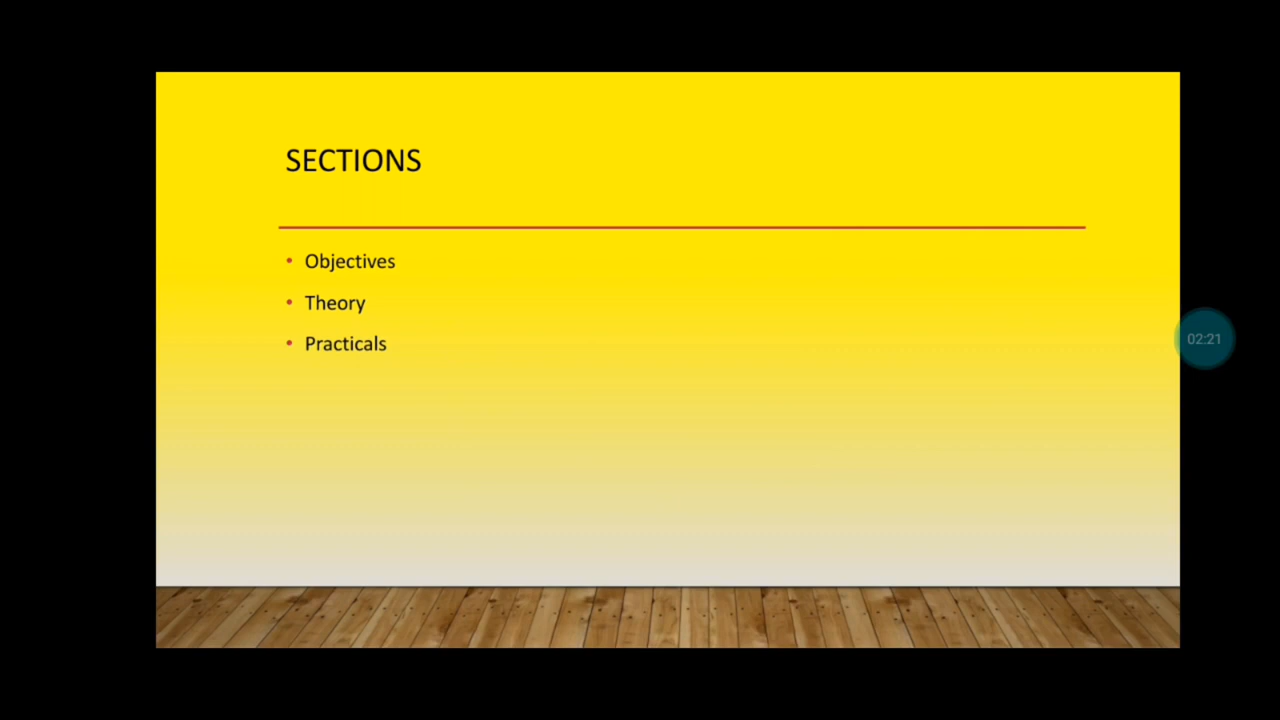 SECTIONS
• Objectives
• Theory
• Practicals
02:21